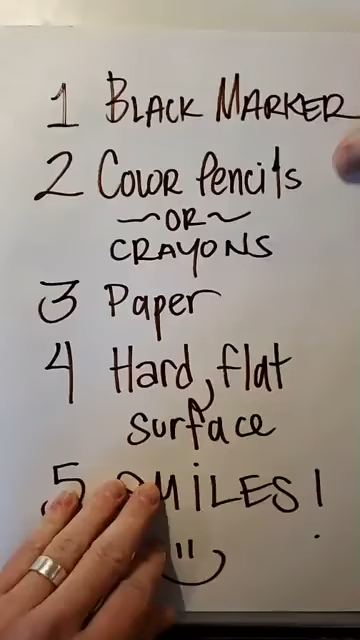 1 BLACK MARKER
2 Color Pencils
~OR~
CRAYONS
3 Paper
4 Hard, flat
surface
5 SMiLES!